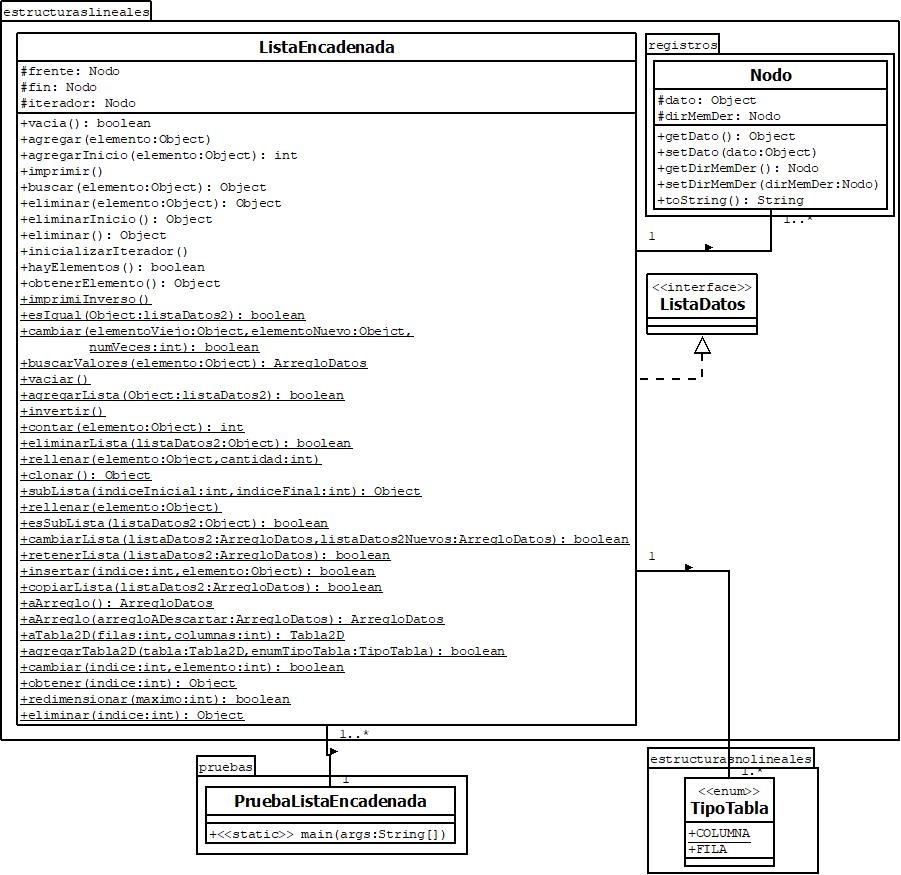 estructuraslineales
ListaEncadenada
#frente: Nodo
#fin: Nodo
#iterador: Nodo
+vacia(): boolean
+agregar(elemento:Object)
+agregarInicio(elemento:Object): int
+imprimir()
+buscar(elemento:Object): Object
+eliminar(elemento:Object): Object
+eliminarInicio(): Object
+eliminar(): Object
+inicializarIterador()
+hayElementos(): boolean
+obtenerElemento(): Object
+imprimiInverso()
+esIgual(Object:listaDatos2): boolean
+cambiar(elementoViejo:Object,elementoNuevo:Obejct,
numVeces:int): boolean
+buscarValores(elemento:Object): ArregloDatos
+vaciar()
+agregarLista(Object:listaDatos2): boolean
+invertir()
+contar(elemento:Object): int
+eliminarLista(listaDatos2:Object): boolean
+rellenar(elemento:Object,cantidad:int)
+clonar(): Object
+subLista(indiceInicial:int,indiceFinal:int): Object
+rellenar(elemento:Object)
+esSubLista(listaDatos2:Object): boolean
+cambiarLista(listaDatos2:ArregloDatos,listaDatos2Nuevos:ArregloDatos): boolean
+retenerLista(listaDatos2:ArregloDatos): boolean
+insertar(indice:int,elemento:Object): boolean
+copiarLista(listaDatos2:ArregloDatos): boolean
+aArreglo(): ArregloDatos
+aArreglo(arregloADescartar:ArregloDatos): ArregloDatos
+aTabla2D(filas:int,columnas:int): Tabla2D
+agregarTabla2D(tabla:Tabla2D,enumTipoTabla:TipoTabla): boolean
+cambiar(indice:int,elemento:int): boolean
+obtener(indice:int): Object
+redimensionar(maximo:int): boolean
+eliminar(indice:int): Object
registros
Nodo
#dato: Object
#dirMemDer: Nodo
+getDato(): Object
+setDato(dato:Object)
+getDirMemDer(): Nodo
+setDirMemDer(dirMemDer:Nodo)
+toString(): String
1..*
1
<<interface>>
ListaDatos
1
1..*
1
pruebas
PruebaListaEncadenada
+<<static>> main(args:String[])
estructurasnolineales
1.*
<<enum>>
TipoTabla
+COLUMNA
+FILA